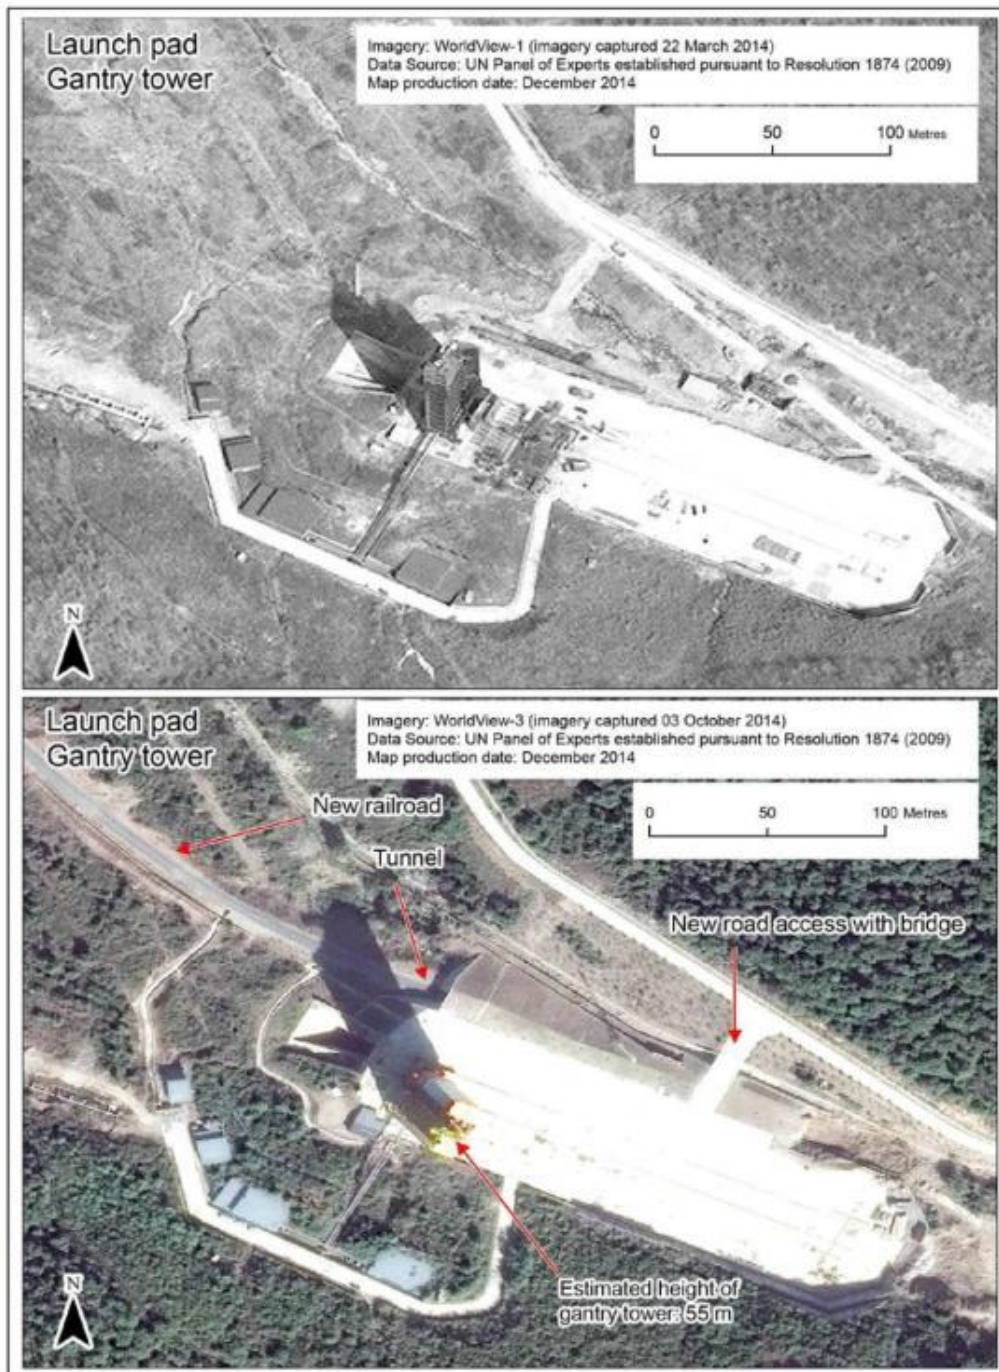 Launch pad
Gantry tower
Imagery: WorldView-1 (imagery captured 22 March 2014)
Data Source: UN Panel of Experts established pursuant to Resolution 1874 (2009)
Map production date: December 2014
0 50 100 Metres
N
Launch pad
Gantry tower
Imagery: WorldView-3 (imagery captured 03 October 2014)
Data Source: UN Panel of Experts established pursuant to Resolution 1874 (2009)
Map production date: December 2014
0 50 100 Metres
New railroad
Tunnel
New road access with bridge
Estimated height of
gantry tower: 55 m
N